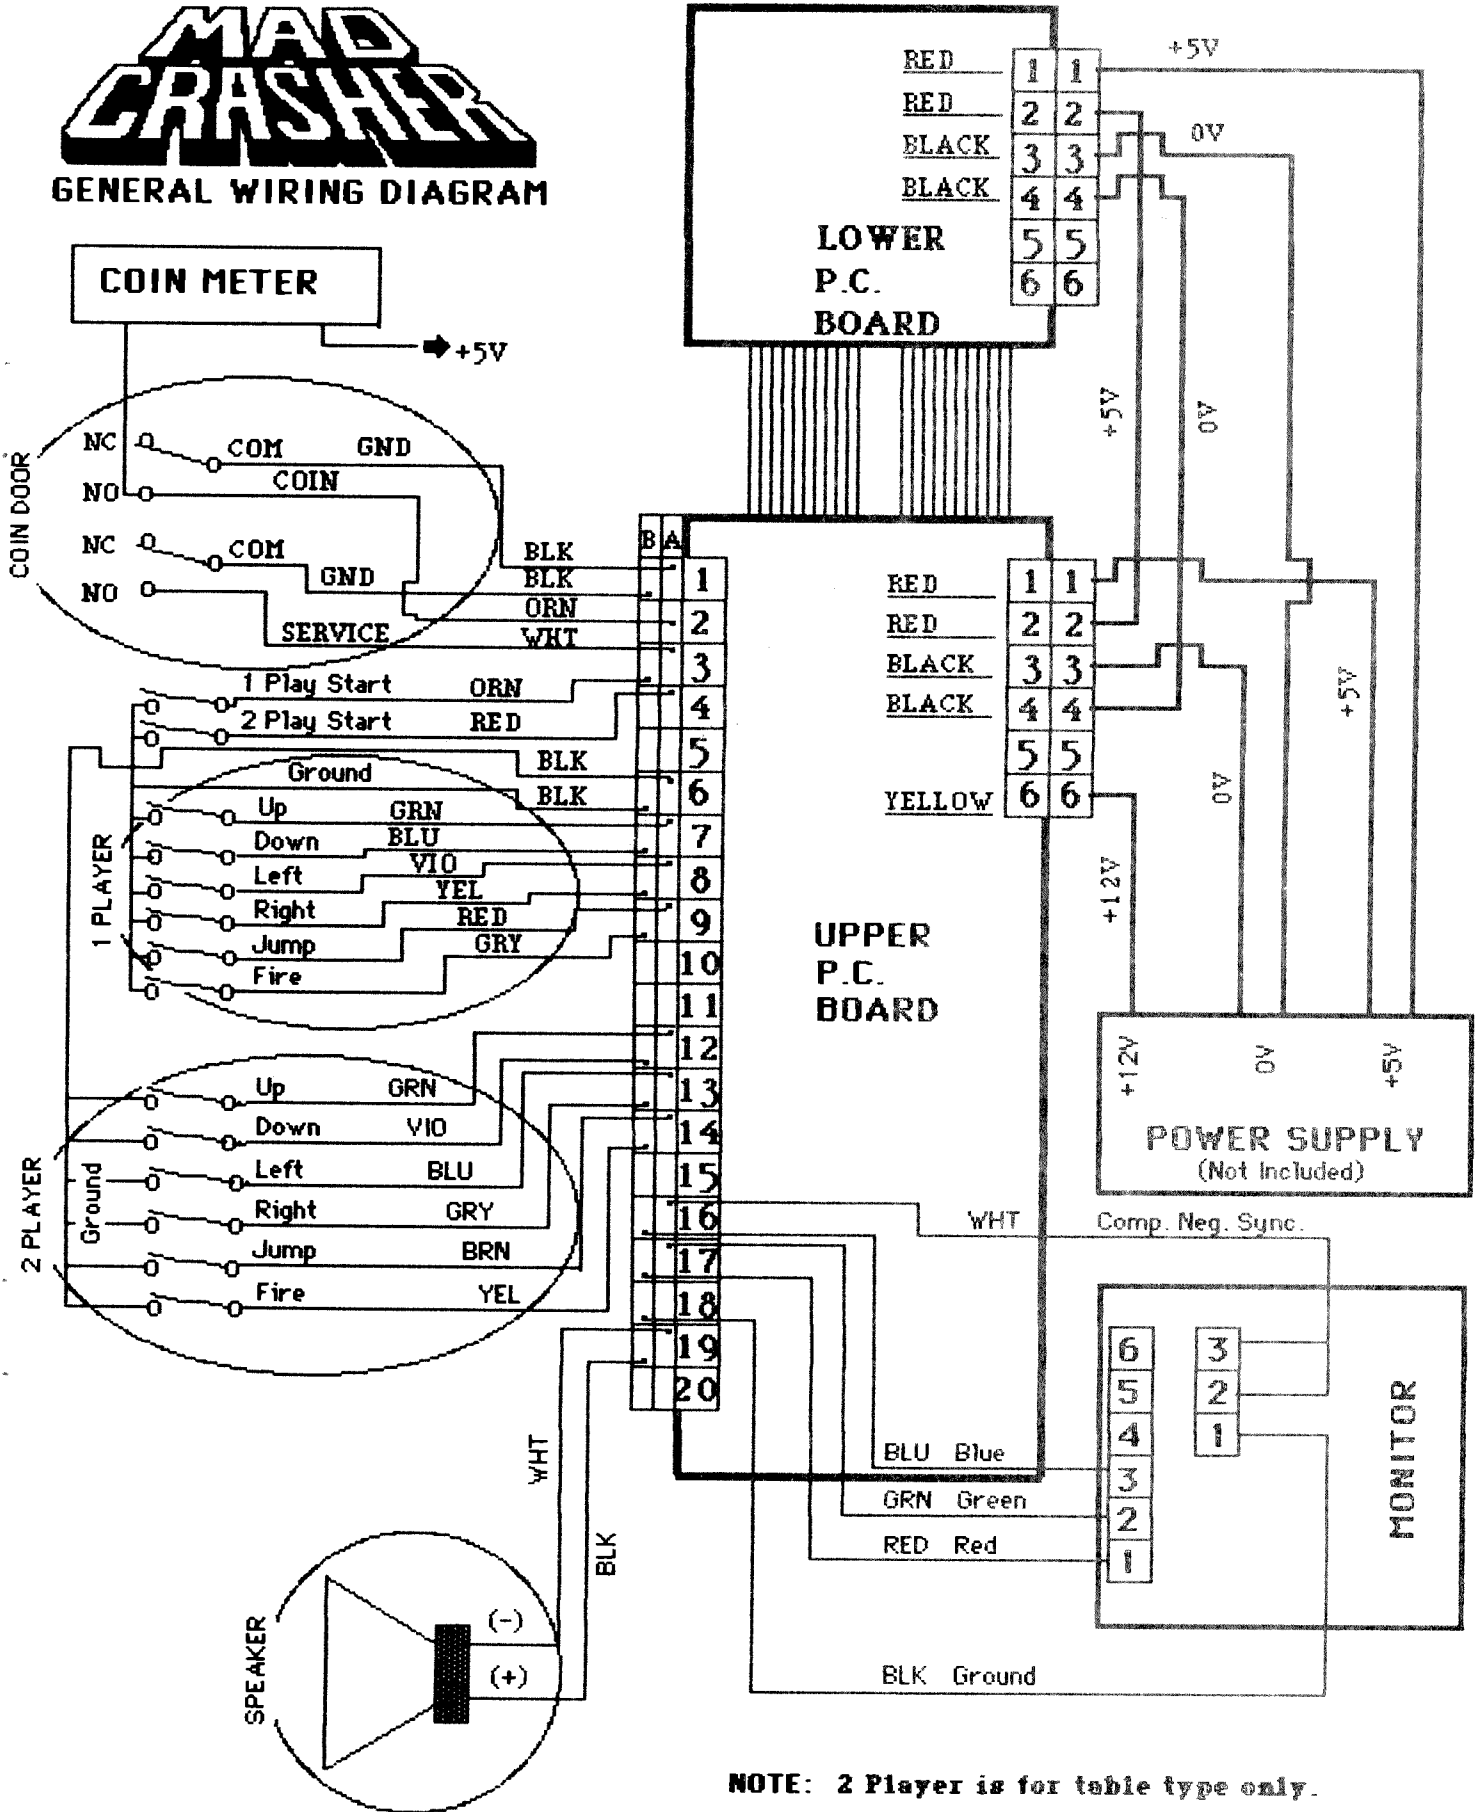 MAD
CRASHER
GENERAL WIRING DIAGRAM
COIN METER
+5V
COIN DOOR
NC
COM
GND
NO
COIN
NC
COM
GND
NO
SERVICE
BLK
BLK
ORN
WHT
1 Play Start
ORN
2 Play Start
RED
BLK
Ground
BLK
1 PLAYER
Up
GRN
Down
BLU
VIO
Left
YEL
Right
RED
Jump
GRY
Fire
2 PLAYER
Ground
Up
GRN
Down
VIO
Left
BLU
Right
GRY
Jump
BRN
Fire
YEL
WHT
BLK
SPEAKER
(-)
(+)
B A
1
2
3
4
5
6
7
8
9
10
11
12
13
14
15
16
17
18
19
20
RED 1 1
RED 2 2
BLACK 3 3
BLACK 4 4
5 5
6 6
LOWER
P.C.
BOARD
+5V
0V
+5V
0V
RED 1 1
RED 2 2
BLACK 3 3
BLACK 4 4
5 5
YELLOW 6 6
UPPER
P.C.
BOARD
+12V
0V
+5V
+12V
0V
+5V
POWER SUPPLY
(Not Included)
WHT Comp. Neg. Sync.
6
5
4
3
2
1
3
2
1
MONITOR
BLU Blue
GRN Green
RED Red
BLK Ground
NOTE: 2 Player is for table type only.